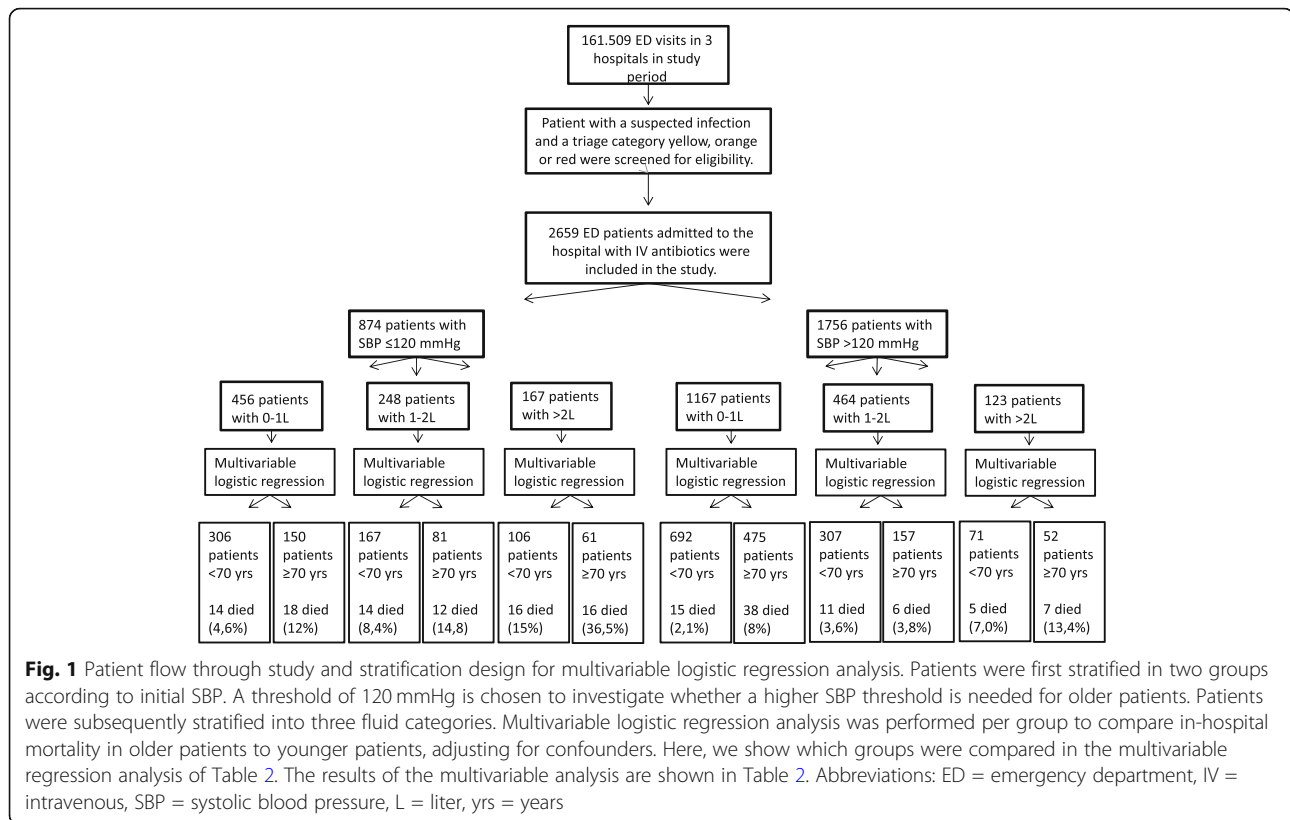 161.509 ED visits in 3
hospitals in study
period
Patient with a suspected infection
and a triage category yellow, orange
or red were screened for eligibility.
2659 ED patients admitted to the
hospital with IV antibiotics were
included in the study.
874 patients with
SBP ≤120 mmHg
1756 patients with
SBP >120 mmHg
456 patients
with 0-1L
248 patients
with 1-2L
167 patients
with >2L
1167 patients
with 0-1L
464 patients
with 1-2L
123 patients
with >2L
Multivariable
logistic regression
Multivariable
logistic regression
Multivariable
logistic regression
Multivariable
logistic regression
Multivariable
logistic regression
Multivariable
logistic regression
306
patients
<70 yrs
14 died
(4,6%)
150
patients
≥70 yrs
18 died
(12%)
167
patients
<70 yrs
14 died
(8,4%)
81
patients
≥70 yrs
12 died
(14,8)
106
patients
<70 yrs
16 died
(15%)
61
patients
≥70 yrs
16 died
(36,5%)
692
patients
<70 yrs
15 died
(2,1%)
475
patients
≥70 yrs
38 died
(8%)
307
patients
<70 yrs
11 died
(3,6%)
157
patients
≥70 yrs
6 died
(3,8%)
71
patients
<70 yrs
5 died
(7,0%)
52
patients
≥70 yrs
7 died
(13,4%)
Fig. 1 Patient flow through study and stratification design for multivariable logistic regression analysis. Patients were first stratified in two groups
according to initial SBP. A threshold of 120 mmHg is chosen to investigate whether a higher SBP threshold is needed for older patients. Patients
were subsequently stratified into three fluid categories. Multivariable logistic regression analysis was performed per group to compare in-hospital
mortality in older patients to younger patients, adjusting for confounders. Here, we show which groups were compared in the multivariable
regression analysis of Table 2. The results of the multivariable analysis are shown in Table 2. Abbreviations: ED = emergency department, IV =
intravenous, SBP = systolic blood pressure, L = liter, yrs = years